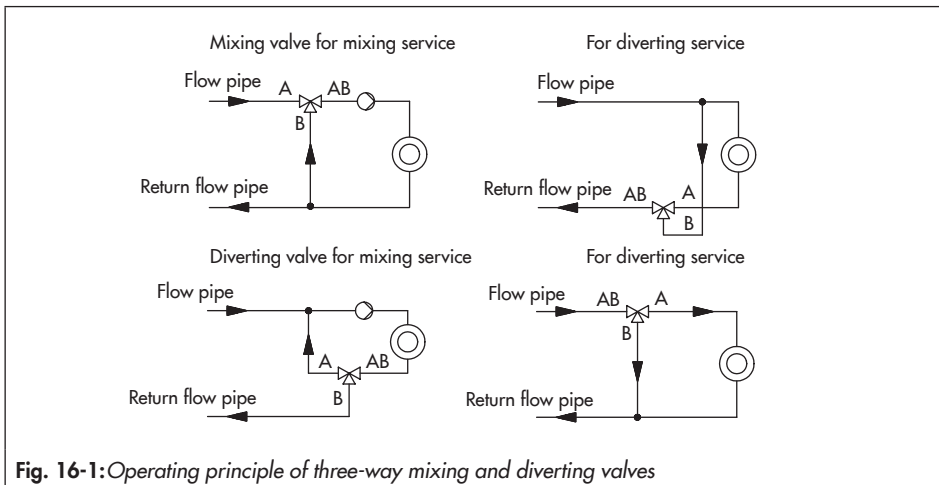 Mixing valve for mixing service
Flow pipe
A AB
B
Return flow pipe
For diverting service
Flow pipe
Return flow pipe
AB A
B
Diverting valve for mixing service
Flow pipe
A AB
B
Return flow pipe
For diverting service
Flow pipe
AB A
B
Return flow pipe
Fig. 16-1: Operating principle of three-way mixing and diverting valves